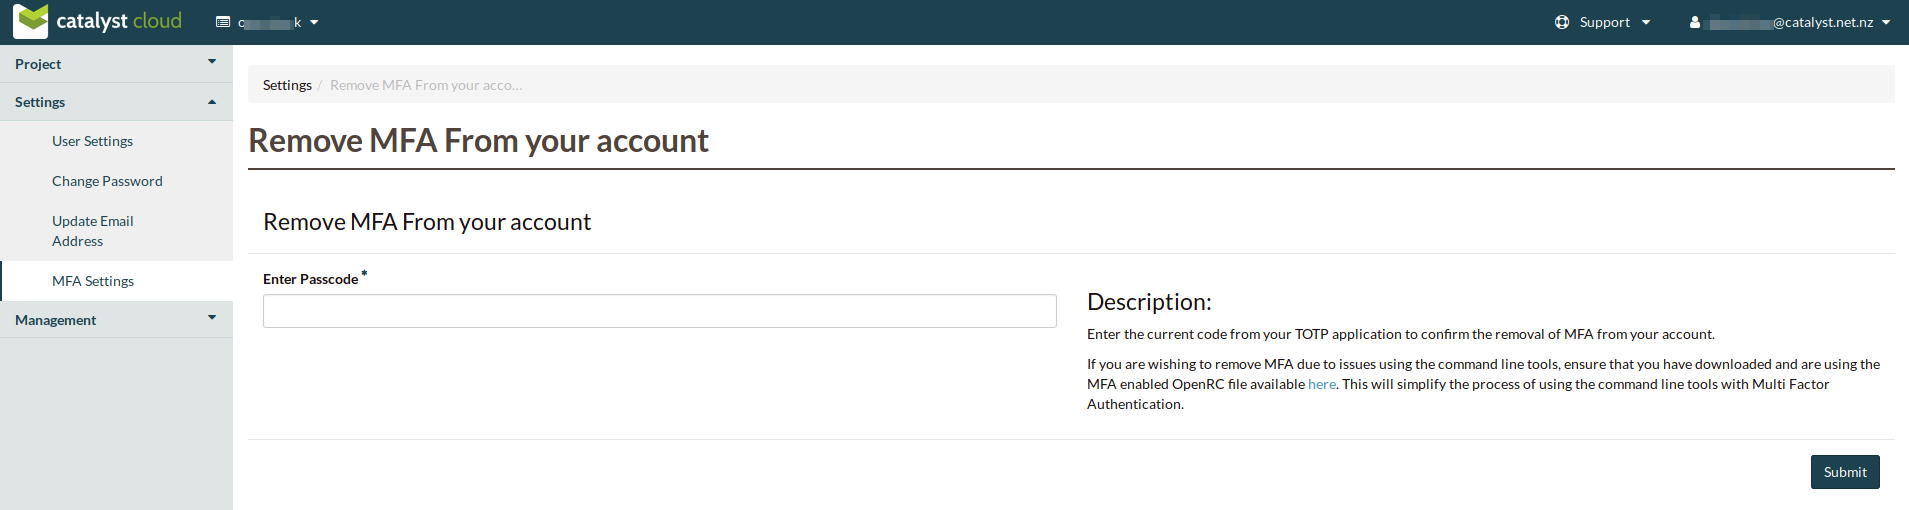 catalyst cloud
Support
@catalyst.net.nz
Project
Settings
User Settings
Change Password
Update Email
Address
MFA Settings
Management
Settings / Remove MFA From your acco...
Remove MFA From your account
Remove MFA From your account
Enter Passcode *
Description:
Enter the current code from your TOTP application to confirm the removal of MFA from your account.
If you are wishing to remove MFA due to issues using the command line tools, ensure that you have downloaded and are using the
MFA enabled OpenRC file available here. This will simplify the process of using the command line tools with Multi Factor
Authentication.
Submit